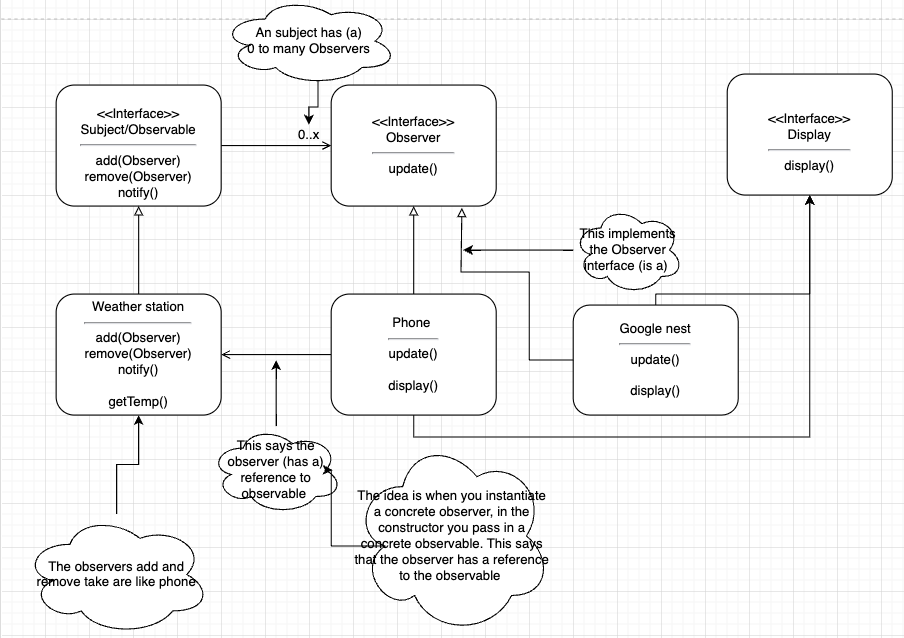 An subject has (a)
0 to many Observers
<<Interface>>
Subject/Observable
add(Observer)
remove(Observer)
notify()
0..x
<<Interface>>
Observer
update()
<<Interface>>
Display
display()
This implements
the Observer
interface (is a)
Weather station
add(Observer)
remove(Observer)
notify()
getTemp()
Phone
update()
display()
Google nest
update()
display()
This says the
observer (has a)
reference to
observable
The idea is when you instantiate
a concrete observer, in the
constructor you pass in a
concrete observable. This says
that the observer has a reference
to the observable
The observers add and
remove take are like phone